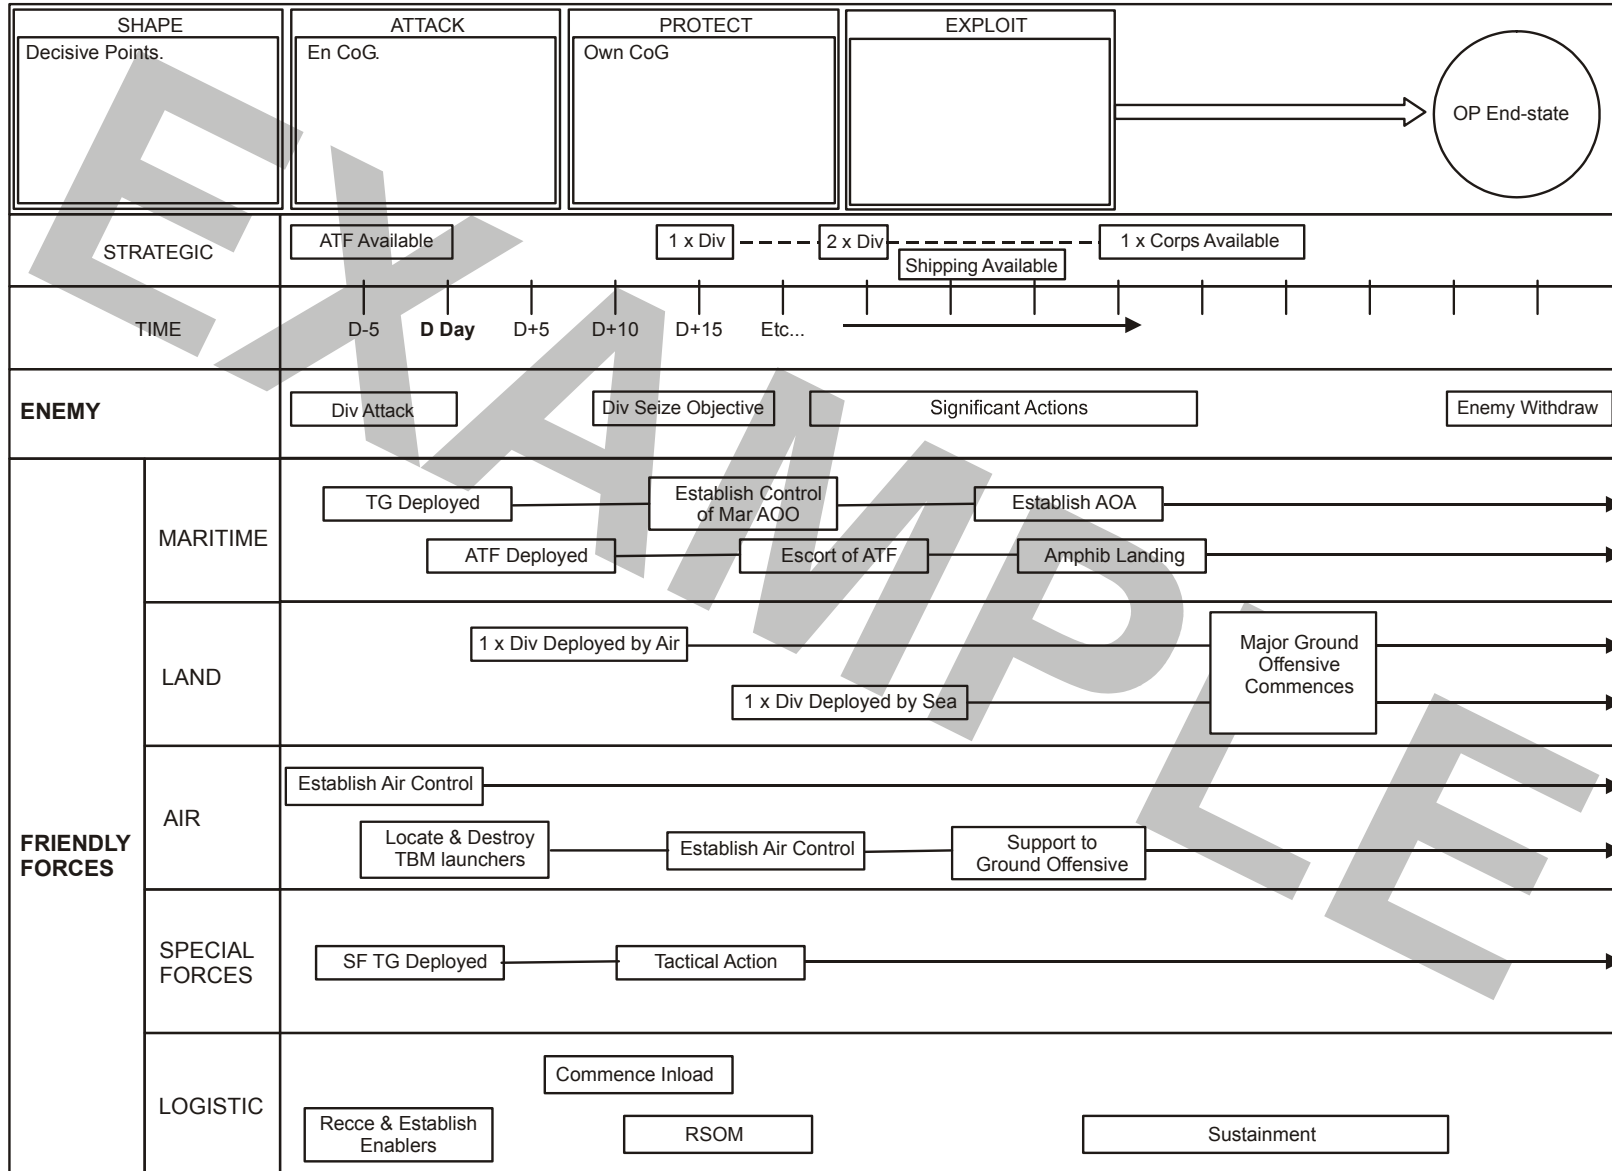 SHAPE
ATTACK
PROTECT
EXPLOIT
Decisive Points.
En CoG.
Own CoG
OP End-state
STRATEGIC
ATF Available
1 x Div
2 x Div
1 x Corps Available
Shipping Available
TIME
D-5
D Day
D+5
D+10
D+15
Etc...
ENEMY
Div Attack
Div Seize Objective
Significant Actions
Enemy Withdraw
FRIENDLY
FORCES
MARITIME
TG Deployed
Establish Control
of Mar AOO
Establish AOA
ATF Deployed
Escort of ATF
Amphib Landing
LAND
1 x Div Deployed by Air
1 x Div Deployed by Sea
Major Ground
Offensive
Commences
AIR
Establish Air Control
Locate & Destroy
TBM launchers
Establish Air Control
Support to
Ground Offensive
SPECIAL
FORCES
SF TG Deployed
Tactical Action
LOGISTIC
Commence Inload
Recce & Establish
Enablers
RSOM
Sustainment
EXAMPLE